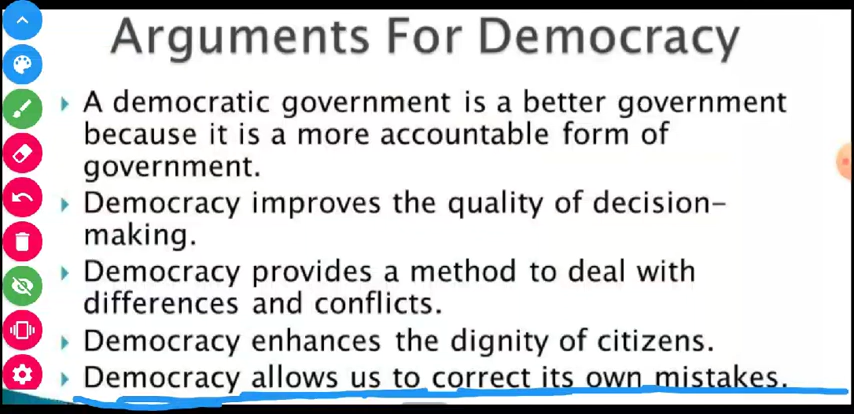 Arguments For Democracy
A democratic government is a better government
because it is a more accountable form of
government.
Democracy improves the quality of decision-
making.
Democracy provides a method to deal with
differences and conflicts.
Democracy enhances the dignity of citizens.
Democracy allows us to correct its own mistakes.